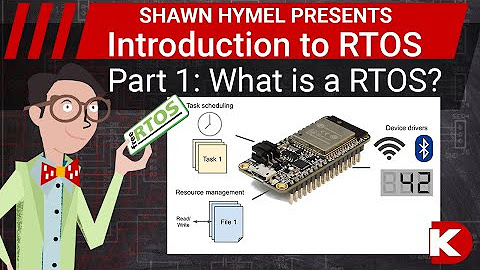 SHAWN HYMEL PRESENTS
Introduction to RTOS
Part 1: What is a RTOS?
free RTOS
Task scheduling
Task 1
Device drivers
42
Resource management
Read/
Write
File 1
K